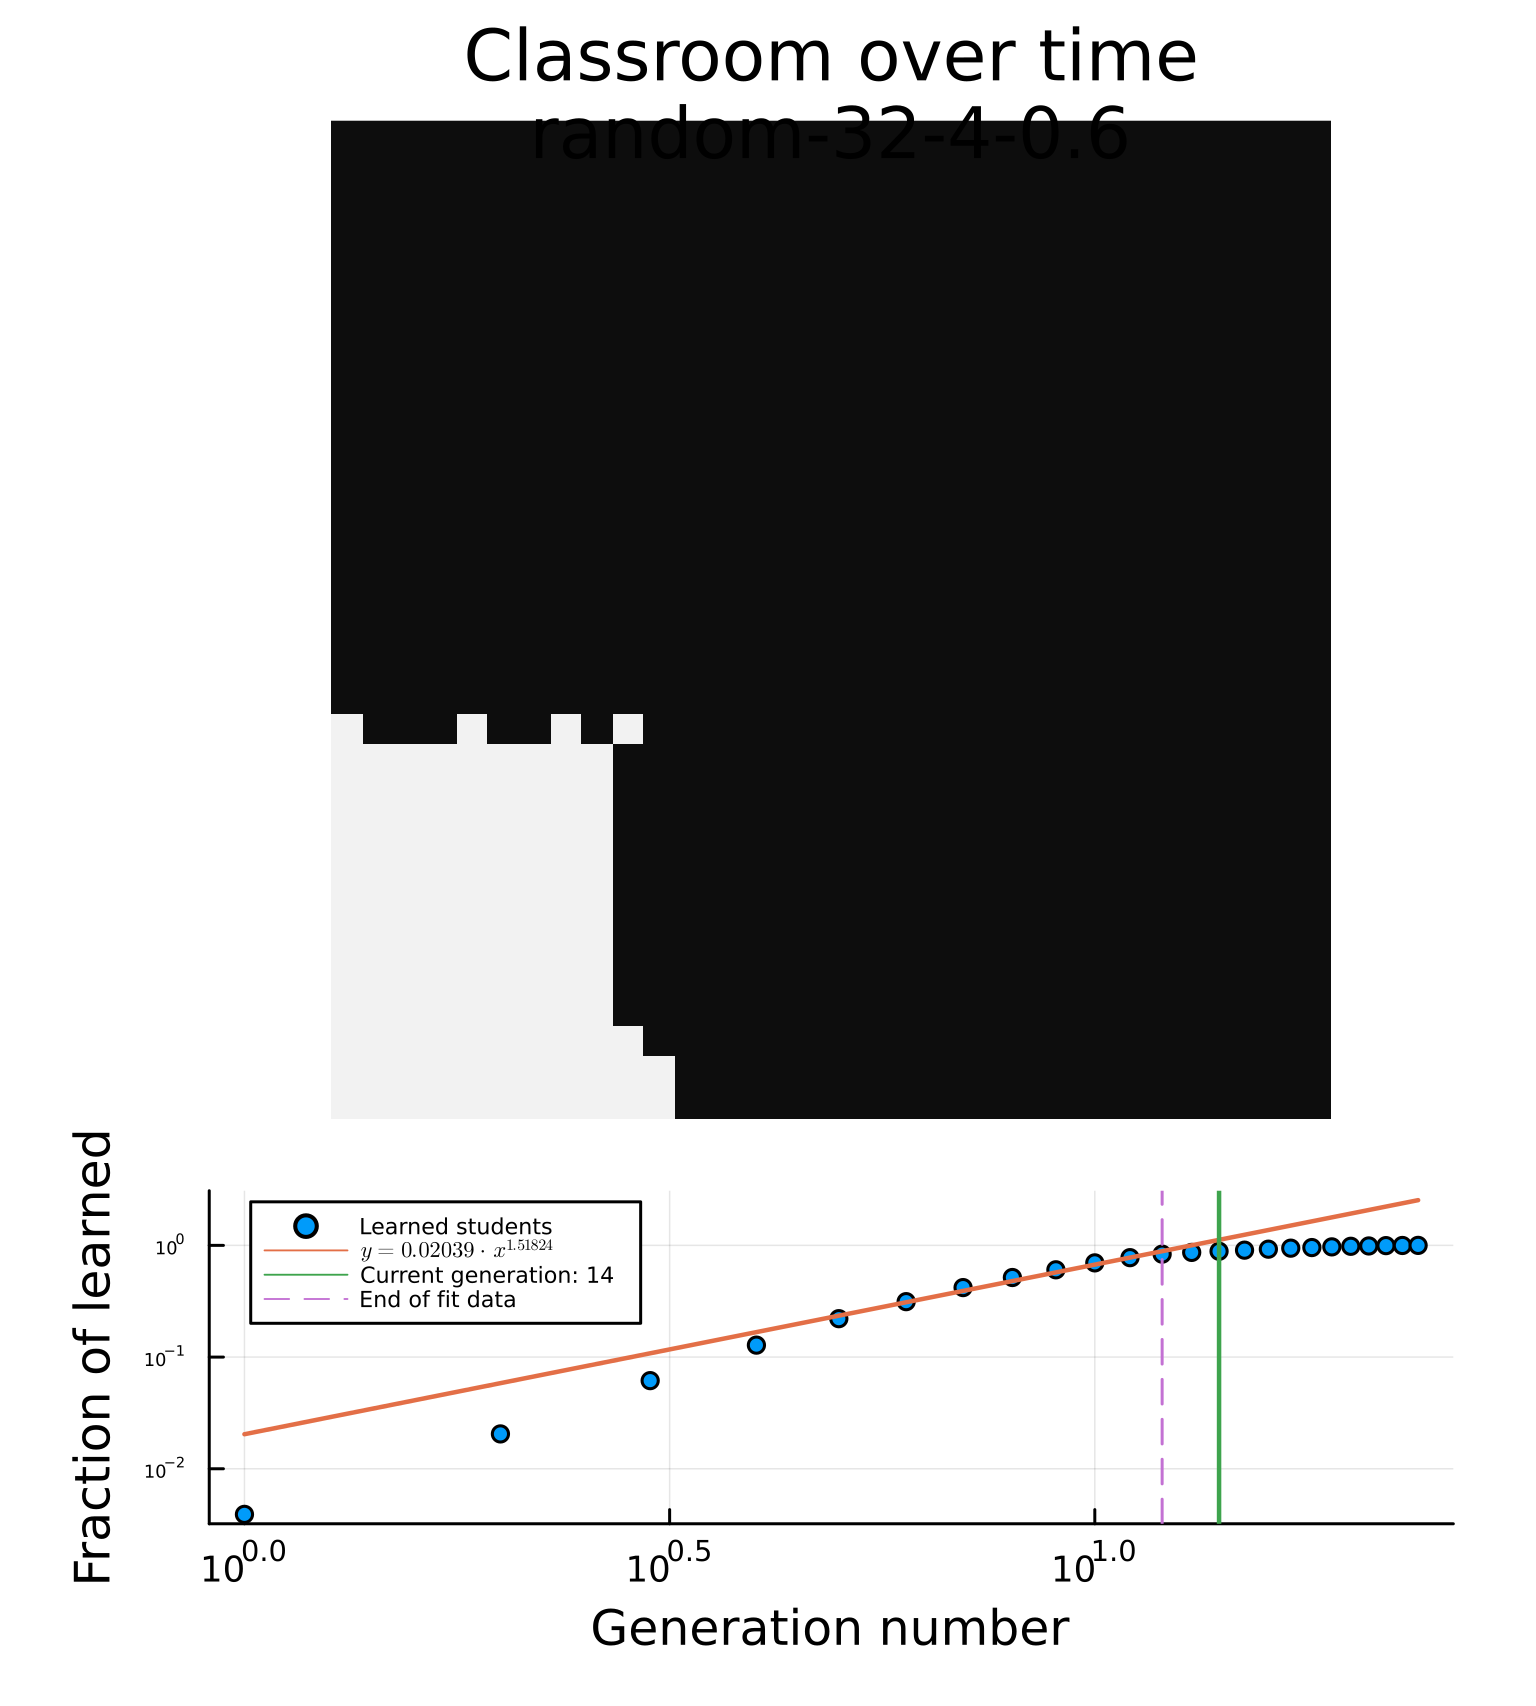 Classroom over time
random-32-4-0.6
Fraction of learned
Learned students
y = 0.02039 · x^1.51824
Current generation: 14
End of fit data
10^0
10^−1
10^−2
10^0.0
10^0.5
10^1.0
Generation number